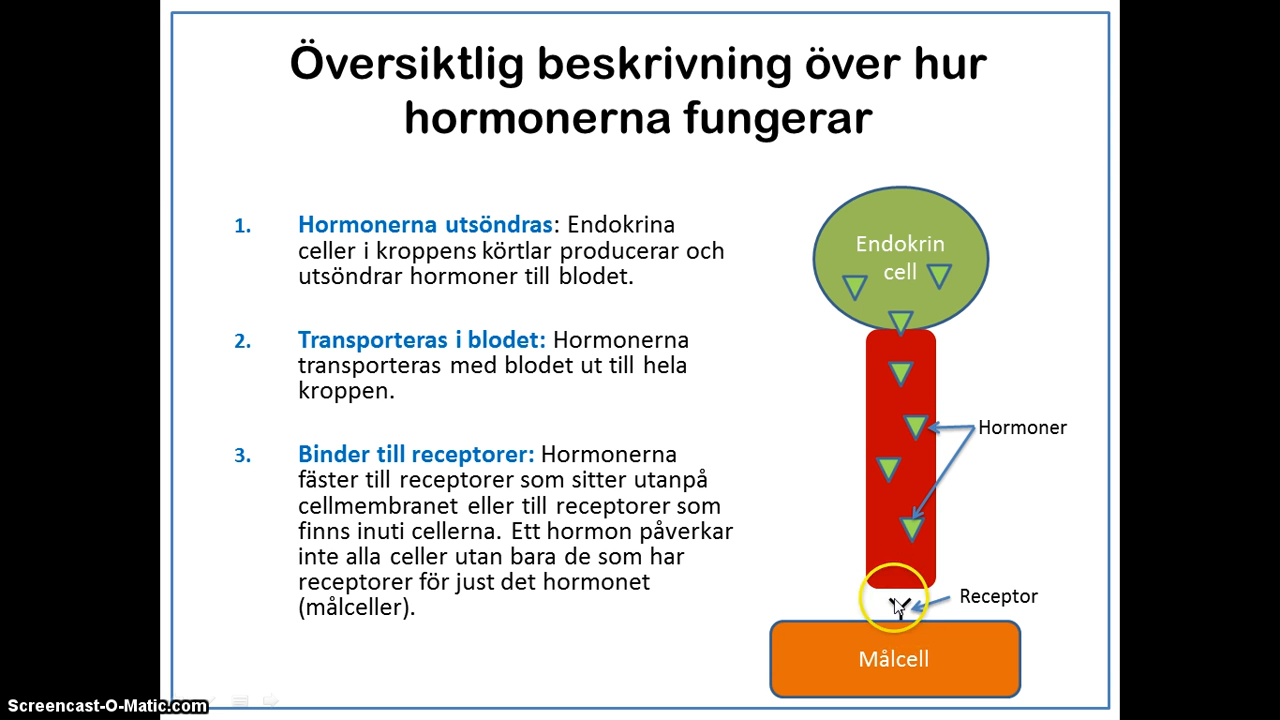 Översiktlig beskrivning över hur
hormonerna fungerar
1. Hormonerna utsöndras: Endokrina
celler i kroppens körtlar producerar och
utsöndrar hormoner till blodet.
2. Transporteras i blodet: Hormonerna
transporteras med blodet ut till hela
kroppen.
3. Binder till receptorer: Hormonerna
fäster till receptorer som sitter utanpå
cellmembranet eller till receptorer som
finns inuti cellerna. Ett hormon påverkar
inte alla celler utan bara de som har
receptorer för just det hormonet
(målceller).
Endokrin
cell
Hormoner
Receptor
Målcell
Screencast-O-Matic.com